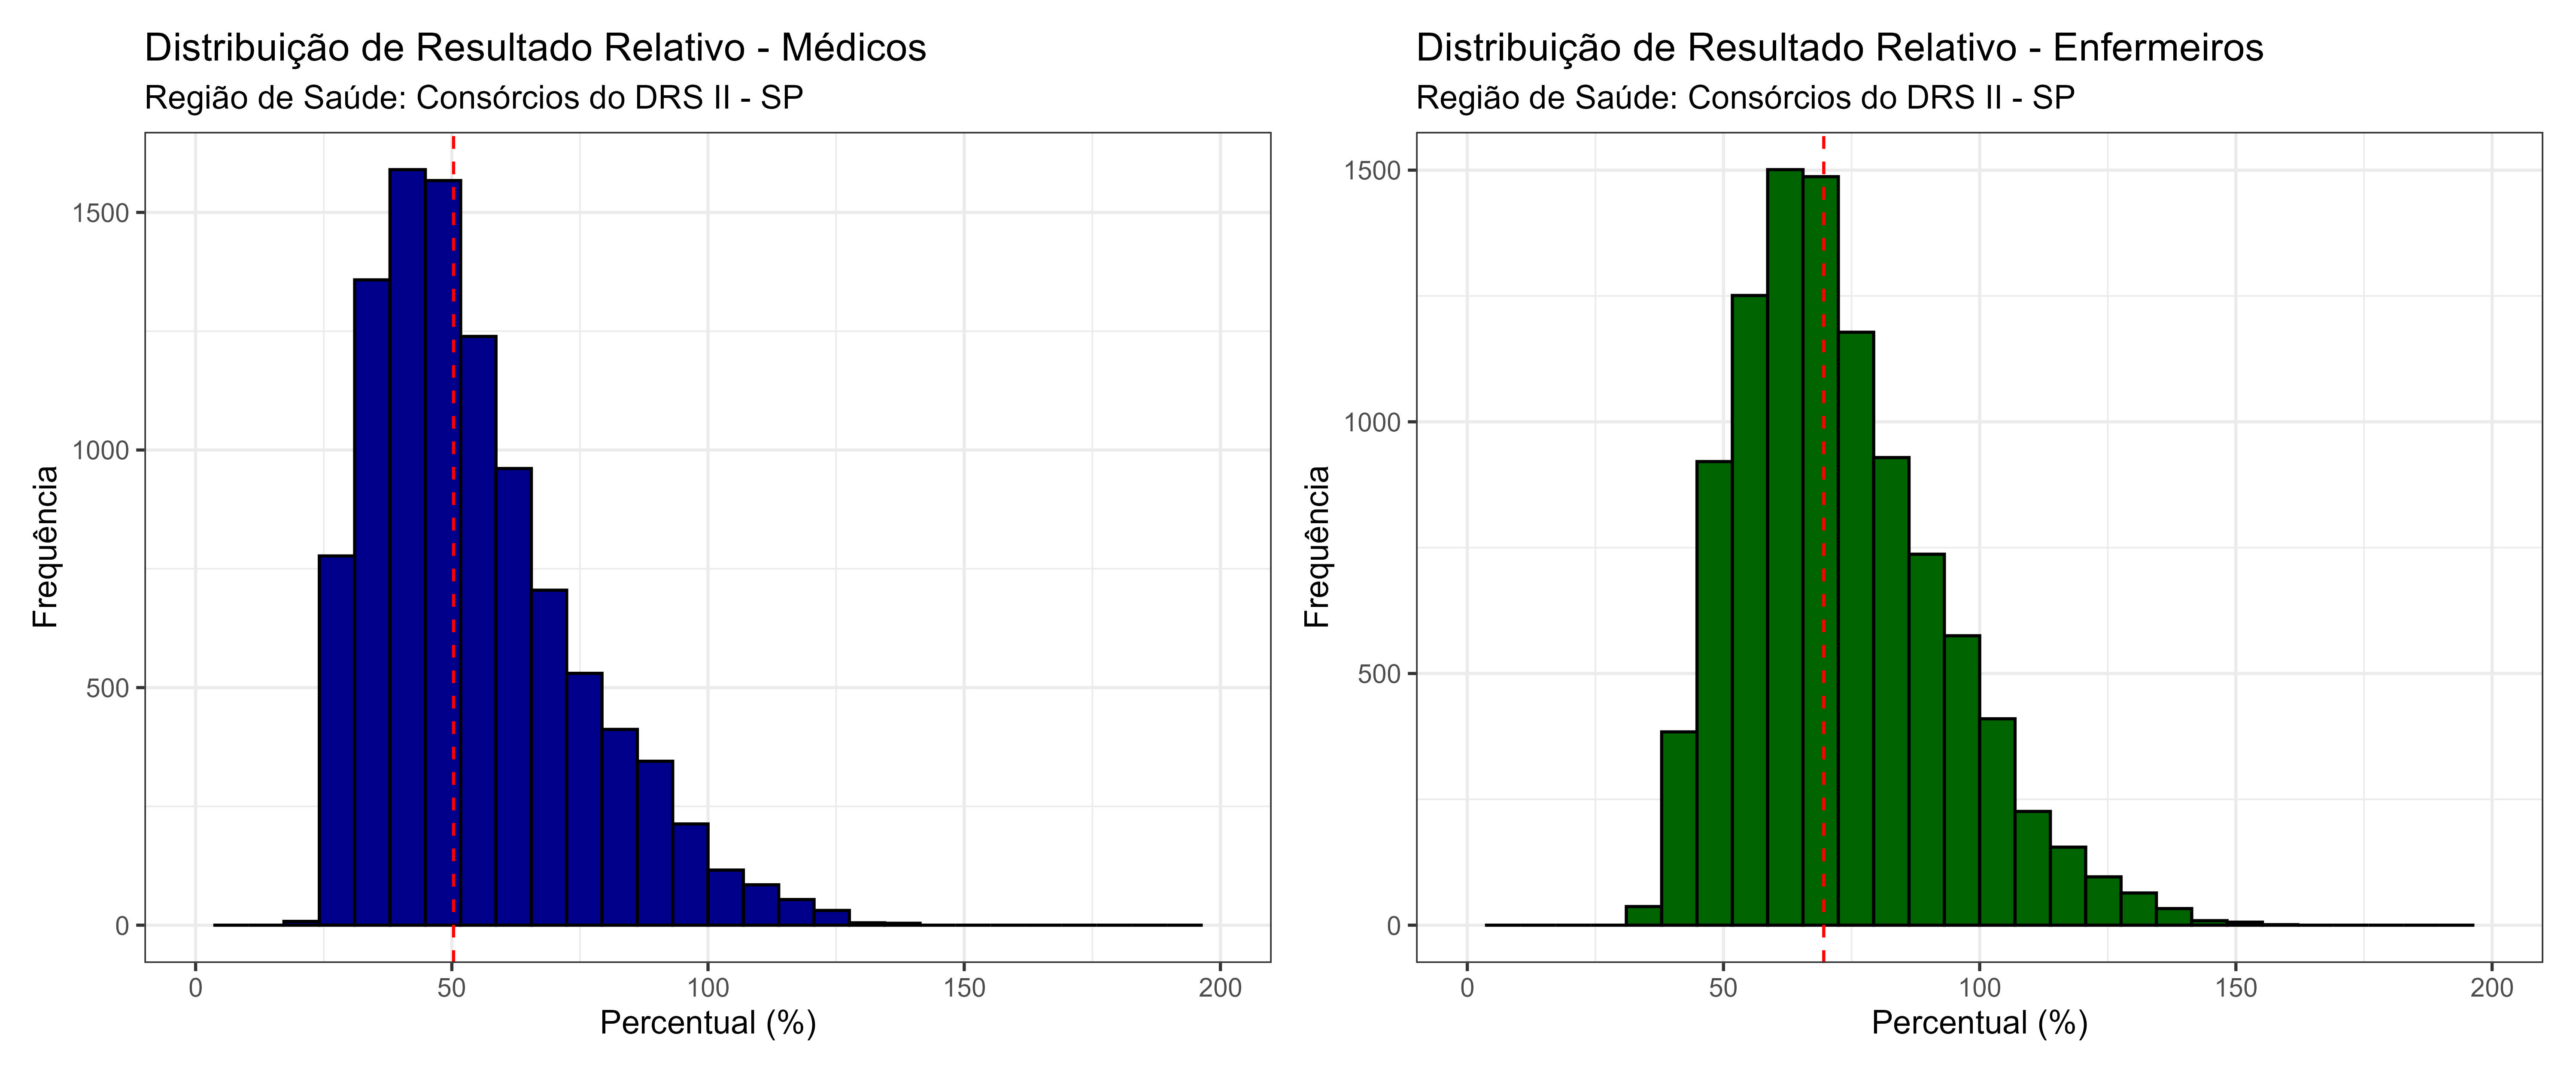 Distribuição de Resultado Relativo - Médicos
Região de Saúde: Consórcios do DRS II - SP
1500
1000
500
0
Frequência
0 50 100 150 200
Percentual (%)
Distribuição de Resultado Relativo - Enfermeiros
Região de Saúde: Consórcios do DRS II - SP
1500
1000
500
0
Frequência
0 50 100 150 200
Percentual (%)